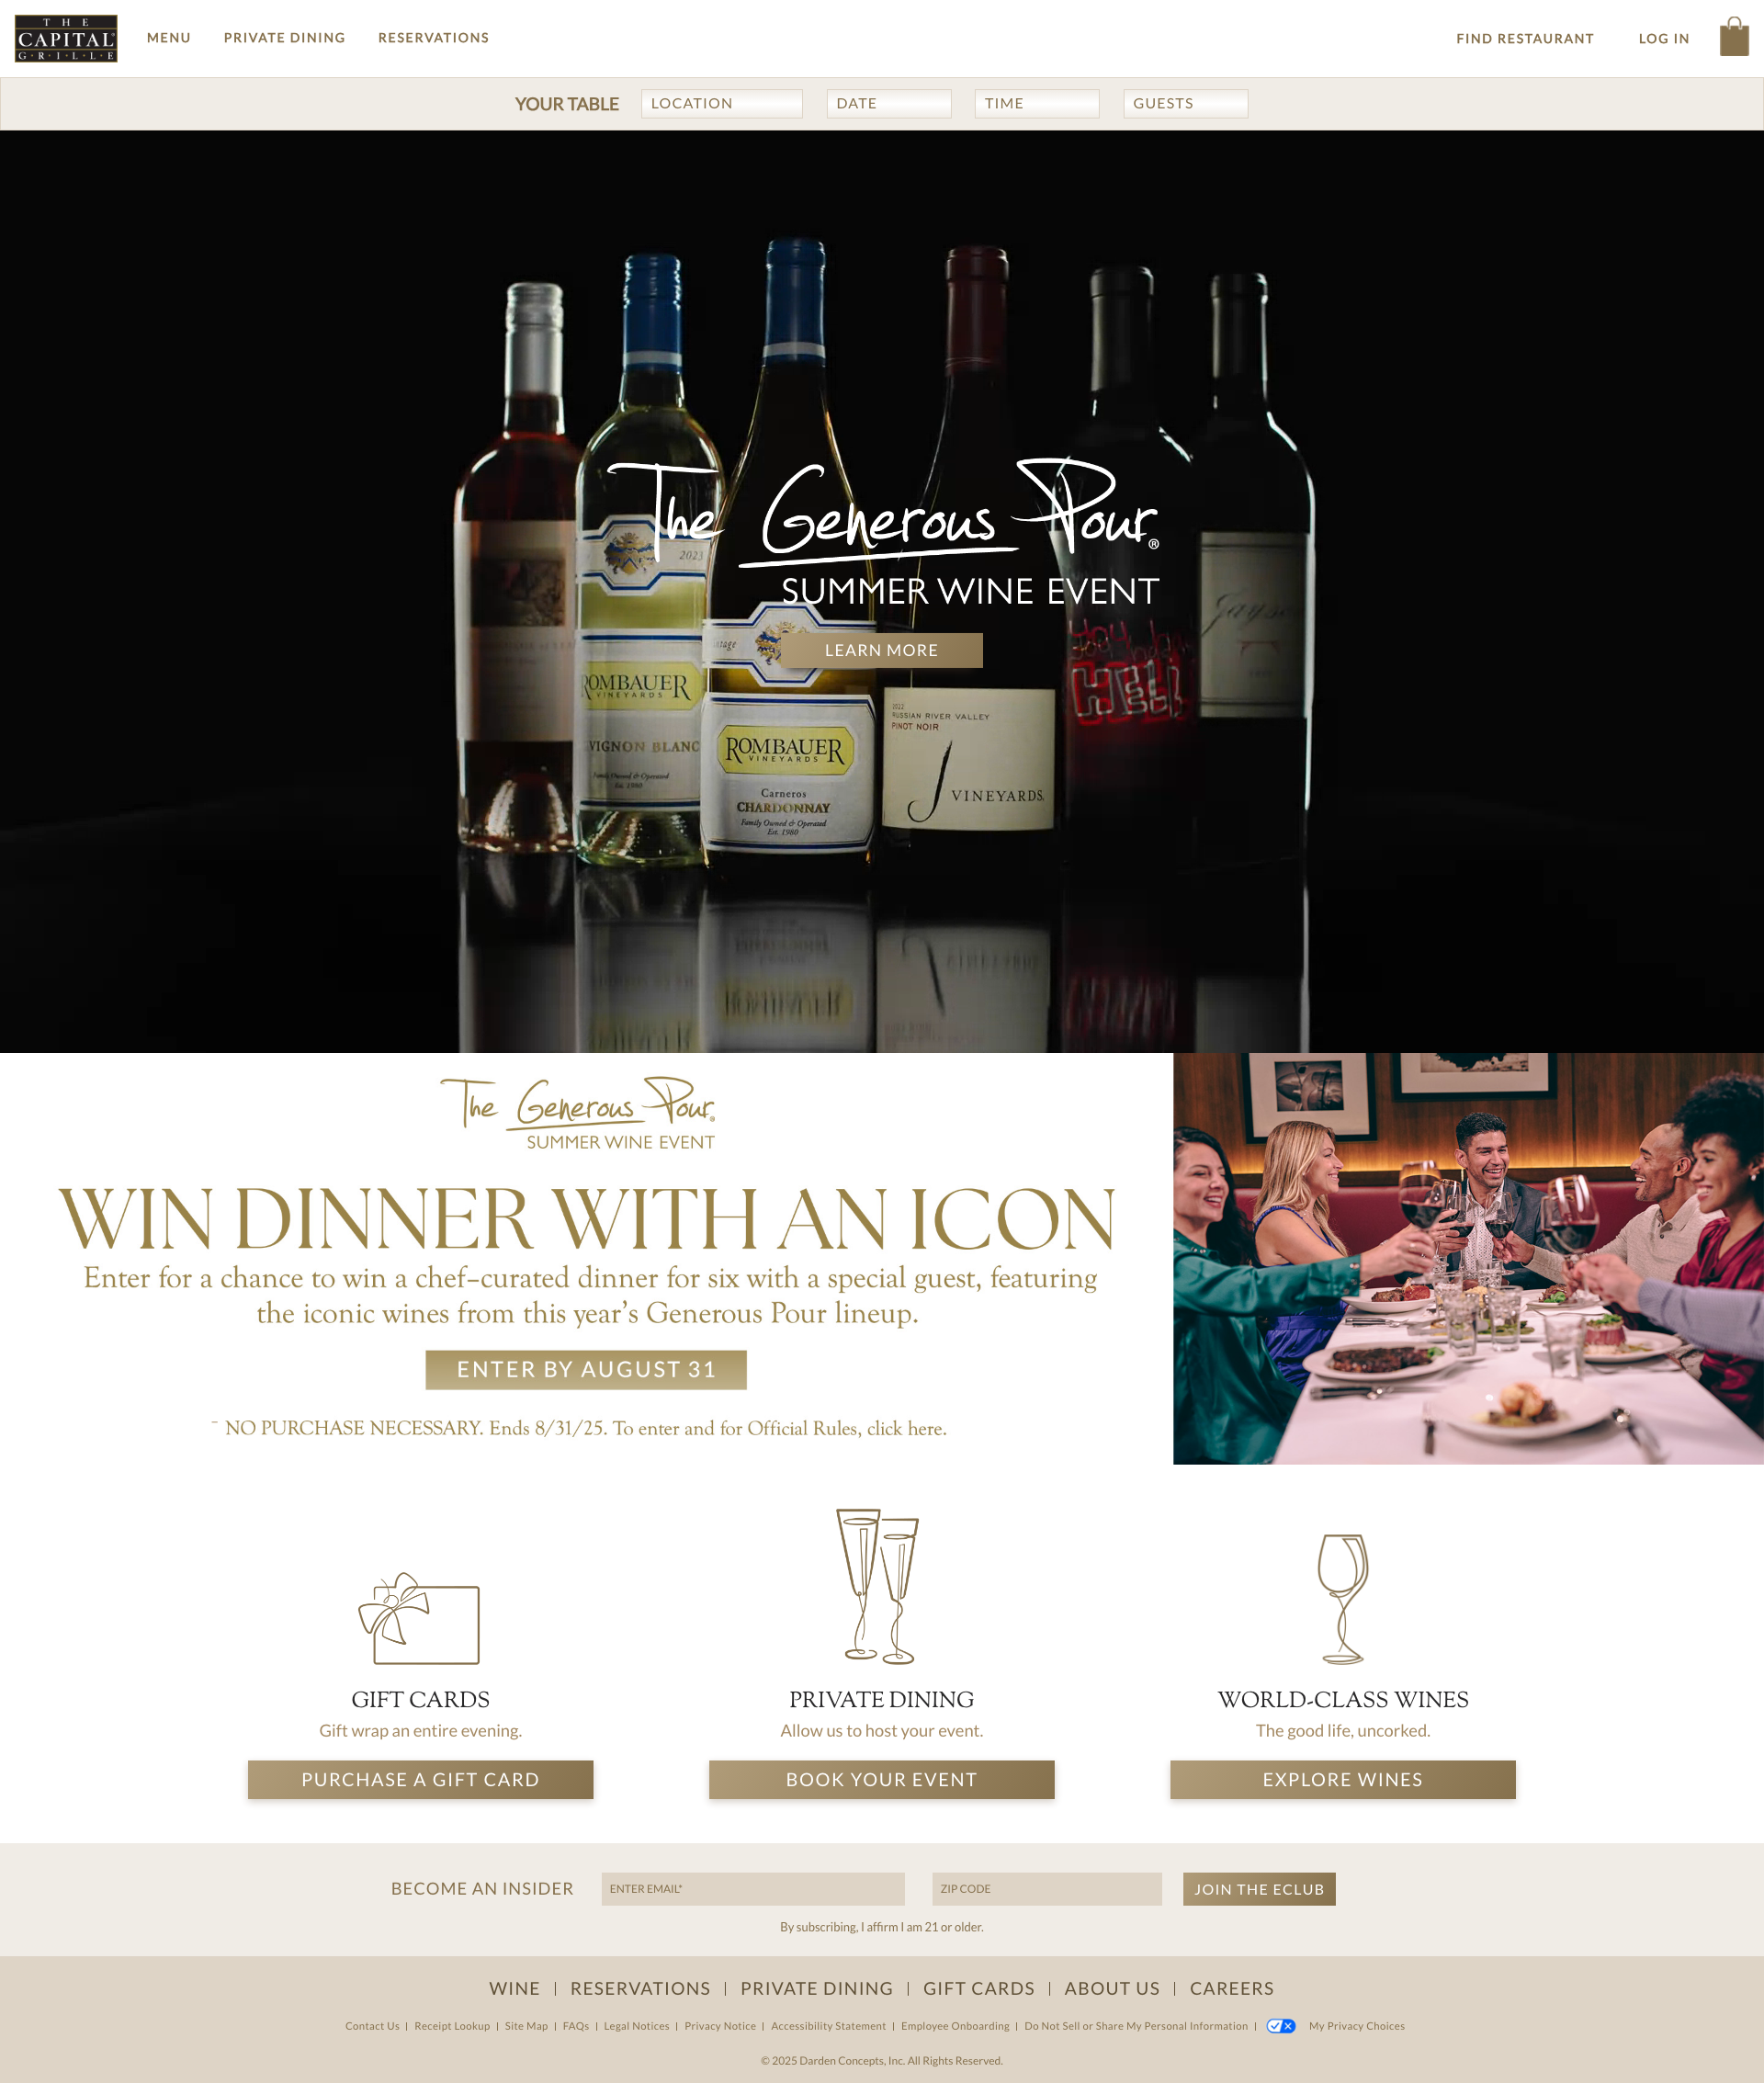 THE
CAPITAL
G·R·I·L·L·E
MENU
PRIVATE DINING
RESERVATIONS
FIND RESTAURANT
LOG IN
YOUR TABLE
LOCATION
DATE
TIME
GUESTS
The Generous Pour®
SUMMER WINE EVENT
LEARN MORE
2023
ROMBAUER
VINEYARDS
VIGNON BLANC
Family Owned & Operated
Est. 1980
ROMBAUER
VINEYARDS
Carneros
CHARDONNAY
Family Owned & Operated
Est. 1980
2022
RUSSIAN RIVER VALLEY
PINOT NOIR
J VINEYARDS
The Generous Pour®
SUMMER WINE EVENT
WIN DINNER WITH AN ICON
Enter for a chance to win a chef-curated dinner for six with a special guest, featuring
the iconic wines from this year's Generous Pour lineup.
ENTER BY AUGUST 31
NO PURCHASE NECESSARY. Ends 8/31/25. To enter and for Official Rules, click here.
GIFT CARDS
Gift wrap an entire evening.
PURCHASE A GIFT CARD
PRIVATE DINING
Allow us to host your event.
BOOK YOUR EVENT
WORLD-CLASS WINES
The good life, uncorked.
EXPLORE WINES
BECOME AN INSIDER
ENTER EMAIL*
ZIP CODE
JOIN THE ECLUB
By subscribing, I affirm I am 21 or older.
WINE | RESERVATIONS | PRIVATE DINING | GIFT CARDS | ABOUT US | CAREERS
Contact Us | Receipt Lookup | Site Map | FAQs | Legal Notices | Privacy Notice | Accessibility Statement | Employee Onboarding | Do Not Sell or Share My Personal Information | My Privacy Choices
© 2025 Darden Concepts, Inc. All Rights Reserved.